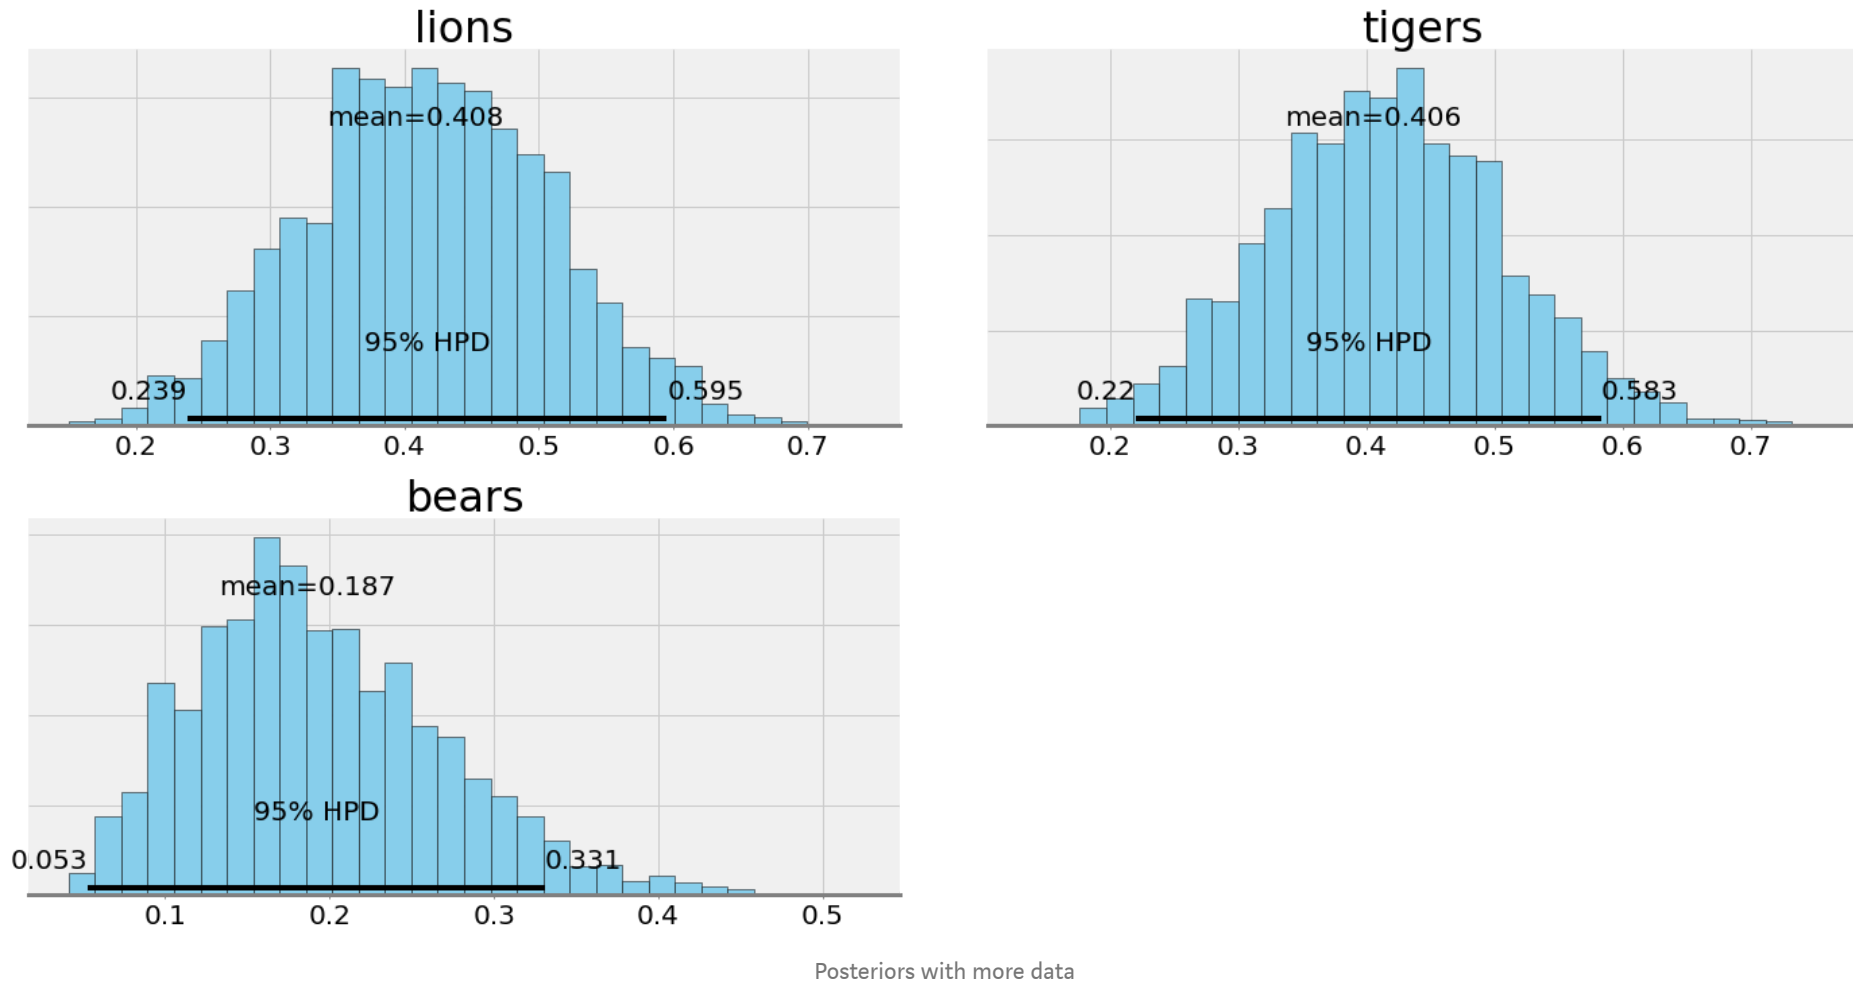 lions
mean=0.408
95% HPD
0.239 0.595
0.2 0.3 0.4 0.5 0.6 0.7
tigers
mean=0.406
95% HPD
0.22 0.583
0.2 0.3 0.4 0.5 0.6 0.7
bears
mean=0.187
95% HPD
0.053 0.331
0.1 0.2 0.3 0.4 0.5
Posteriors with more data